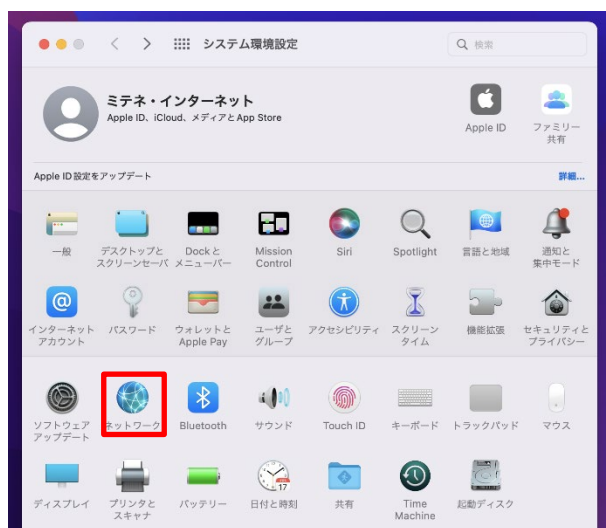 システム環境設定
検索
ミテネ・インターネット
Apple ID、iCloud、メディアとApp Store
Apple ID
ファミリー
共有
Apple ID 設定をアップデート
詳細...
一般
デスクトップと
スクリーンセーバ
Dockと
メニューバー
Mission
Control
Siri
Spotlight
言語と地域
通知と
集中モード
インターネット
アカウント
パスワード
ウォレットと
Apple Pay
ユーザと
グループ
アクセシビリティ
スクリーン
タイム
機能拡張
セキュリティと
プライバシー
ソフトウェア
アップデート
ネットワーク
Bluetooth
サウンド
Touch ID
キーボード
トラックパッド
マウス
ディスプレイ
プリンタと
スキャナ
バッテリー
17
日付と時刻
共有
Time
Machine
起動ディスク